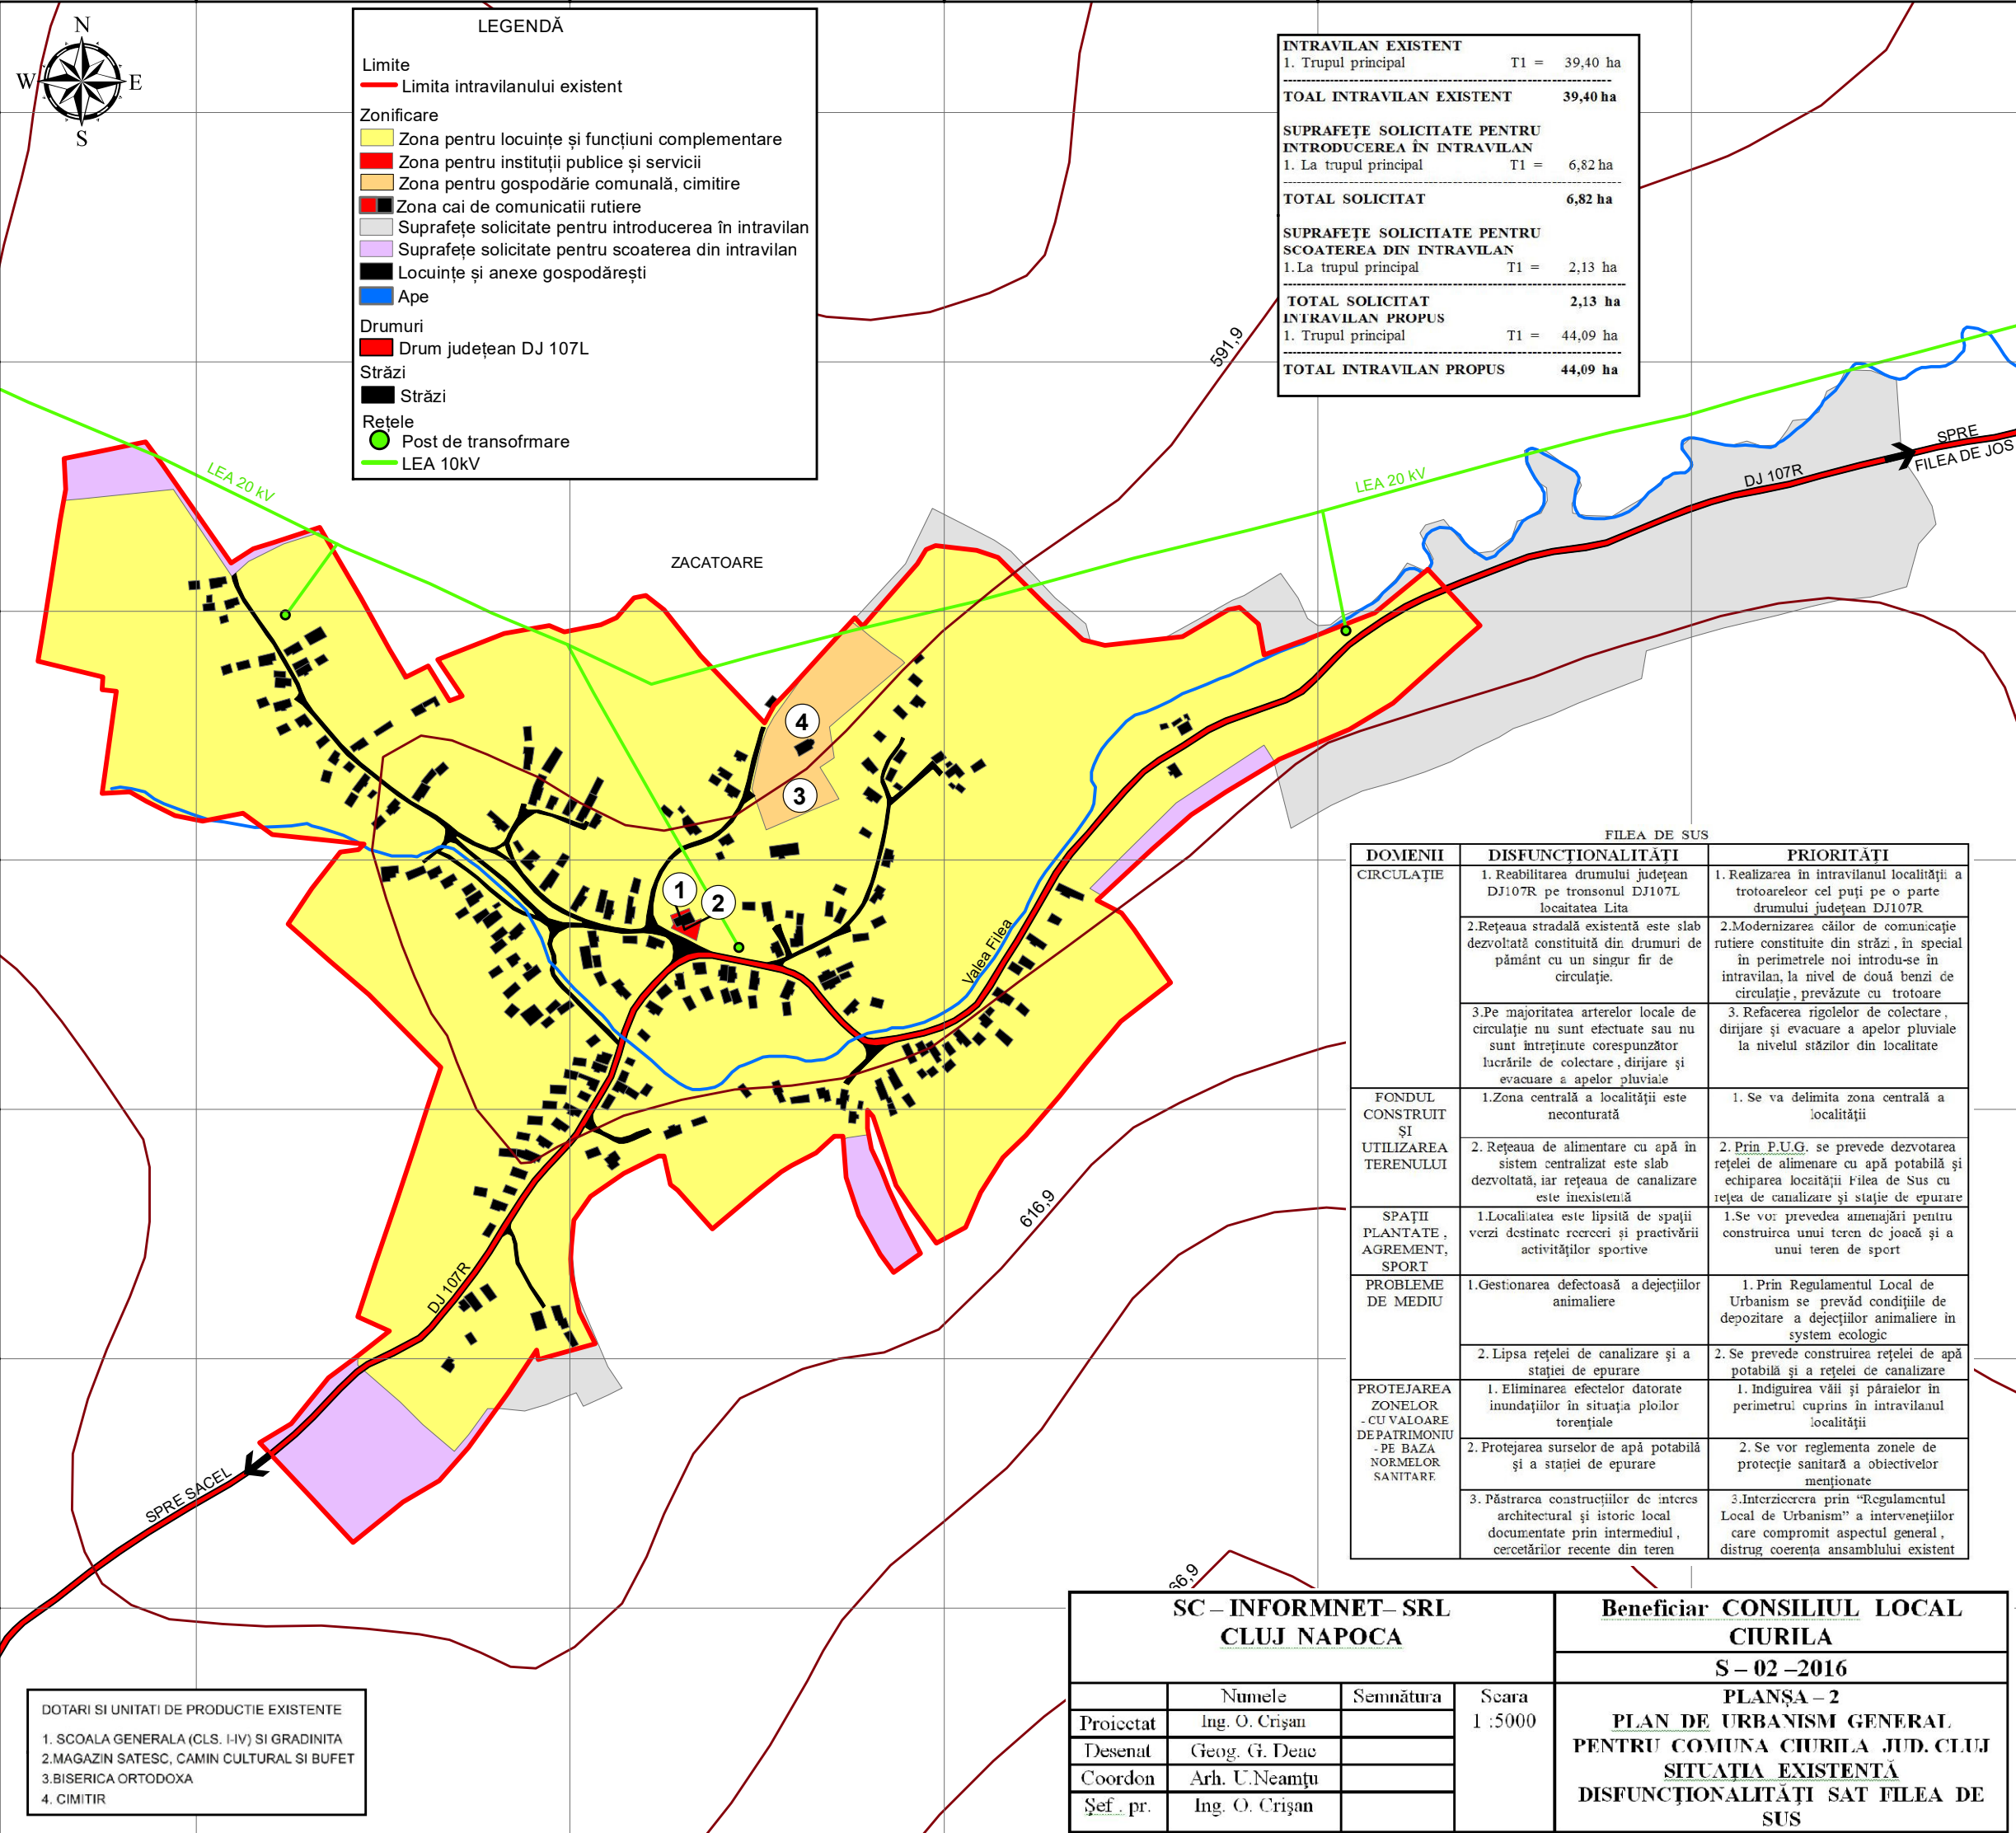 N
W
E
S
LEGENDĂ
Limite
Limita intravilanului existent
Zonificare
Zona pentru locuințe și funcțiuni complementare
Zona pentru instituții publice și servicii
Zona pentru gospodărie comunală, cimitire
Zona cai de comunicatii rutiere
Suprafețe solicitate pentru introducerea în intravilan
Suprafețe solicitate pentru scoaterea din intravilan
Locuințe și anexe gospodărești
Ape
Drumuri
Drum județean DJ 107L
Străzi
Străzi
Rețele
Post de transofrmare
LEA 10kV
INTRAVILAN EXISTENT
1. Trupul principal T1 = 39,40 ha
TOAL INTRAVILAN EXISTENT 39,40 ha
SUPRAFEȚE SOLICITATE PENTRU
INTRODUCEREA ÎN INTRAVILAN
1. La trupul principal T1 = 6,82 ha
TOTAL SOLICITAT 6,82 ha
SUPRAFEȚE SOLICITATE PENTRU
SCOATEREA DIN INTRAVILAN
1. La trupul principal T1 = 2,13 ha
TOTAL SOLICITAT 2,13 ha
INTRAVILAN PROPUS
1. Trupul principal T1 = 44,09 ha
TOTAL INTRAVILAN PROPUS 44,09 ha
591,9
SPRE
FILEA DE JOS
DJ 107R
LEA 20 kV
LEA 20 kV
ZACATOARE
4
3
1
2
Valea Filea
616,9
DJ 107R
SPRE SACEL
66,9
FILEA DE SUS
DOMENII DISFUNCȚIONALITĂȚI PRIORITĂȚI
CIRCULAȚIE
1. Reabilitarea drumului județean
DJ107R pe tronsonul DJ107L
locaitatea Lita
1. Realizarea în intravilanul localității a
trotoareleor cel puți pe o parte
drumului județean DJ107R
2.Rețeaua stradală existentă este slab
dezvoltată constituită din drumuri de
pământ cu un singur fir de
circulație.
2.Modernizarea căilor de comunicație
rutiere constituite din străzi, în special
în perimetrele noi introdu-se în
intravilan, la nivel de două benzi de
circulație, prevăzute cu trotoare
3.Pe majoritatea arterelor locale de
circulație nu sunt efectuate sau nu
sunt întreținute corespunzător
lucrările de colectare, dirijare și
evacuare a apelor pluviale
3. Refacerea rigolelor de colectare,
dirijare și evacuare a apelor pluviale
la nivelul stăzilor din localitate
FONDUL
CONSTRUIT
ȘI
UTILIZAREA
TERENULUI
1.Zona centrală a localității este
neconturată
1. Se va delimita zona centrală a
localității
2. Rețeaua de alimentare cu apă în
sistem centralizat este slab
dezvoltată, iar rețeaua de canalizare
este inexistentă
2. Prin P.U.G. se prevede dezvotarea
rețelei de alimenare cu apă potabilă și
echiparea locaității Filea de Sus cu
rețea de canalizare și stație de epurare
SPAȚII
PLANTATE,
AGREMENT,
SPORT
1.Localitatea este lipsită de spații
verzi destinate recreerci și practivării
activităților sportive
1.Se vor prevedea amenajări pentru
construirea unui teren de joacă și a
unui teren de sport
PROBLEME
DE MEDIU
1.Gestionarea defectoasă a dejecțiilor
animaliere
1. Prin Regulamentul Local de
Urbanism se prevăd condițiile de
depozitare a dejecțiilor animaliere în
system ecologic
2. Lipsa rețelei de canalizare și a
stației de epurare
2. Se prevede construirea rețelei de apă
potabilă și a rețelei de canalizare
PROTEJAREA
ZONELOR
- CU VALOARE
DE PATRIMONIU
- PE BAZA
NORMELOR
SANITARE
1. Eliminarea efectelor datorate
inundațiilor în situația ploilor
torențiale
1. Indiguirea văii și pâraielor în
perimetrul cuprins în intravilanul
localității
2. Protejarea surselor de apă potabilă
și a stației de epurare
2. Se vor reglementa zonele de
protecție sanitară a obiectivelor
menționate
3. Păstrarea construcțiilor de interes
architectural și istoric local
documentate prin intermediul,
cercetărilor recente din teren
3.Interzicerera prin “Regulamentul
Local de Urbanism” a intervenețiilor
care compromit aspectul general,
distrug coerența ansamblului existent
DOTARI SI UNITATI DE PRODUCTIE EXISTENTE
1. SCOALA GENERALA (CLS. I-IV) SI GRADINITA
2.MAGAZIN SATESC, CAMIN CULTURAL SI BUFET
3.BISERICA ORTODOXA
4. CIMITIR
SC – INFORMNET– SRL
CLUJ NAPOCA
Beneficiar CONSILIUL LOCAL
CIURILA
S – 02 –2016
Numele Semnătura Scara
Proiectat Ing. O. Crișan 1 :5000
Desenat Geog. G. Deac
Coordon Arh. U.Neamțu
Șef . pr. Ing. O. Crișan
PLANȘA – 2
PLAN DE URBANISM GENERAL
PENTRU COMUNA CIURILA JUD. CLUJ
SITUAȚIA EXISTENTĂ
DISFUNCȚIONALITĂȚI SAT FILEA DE
SUS